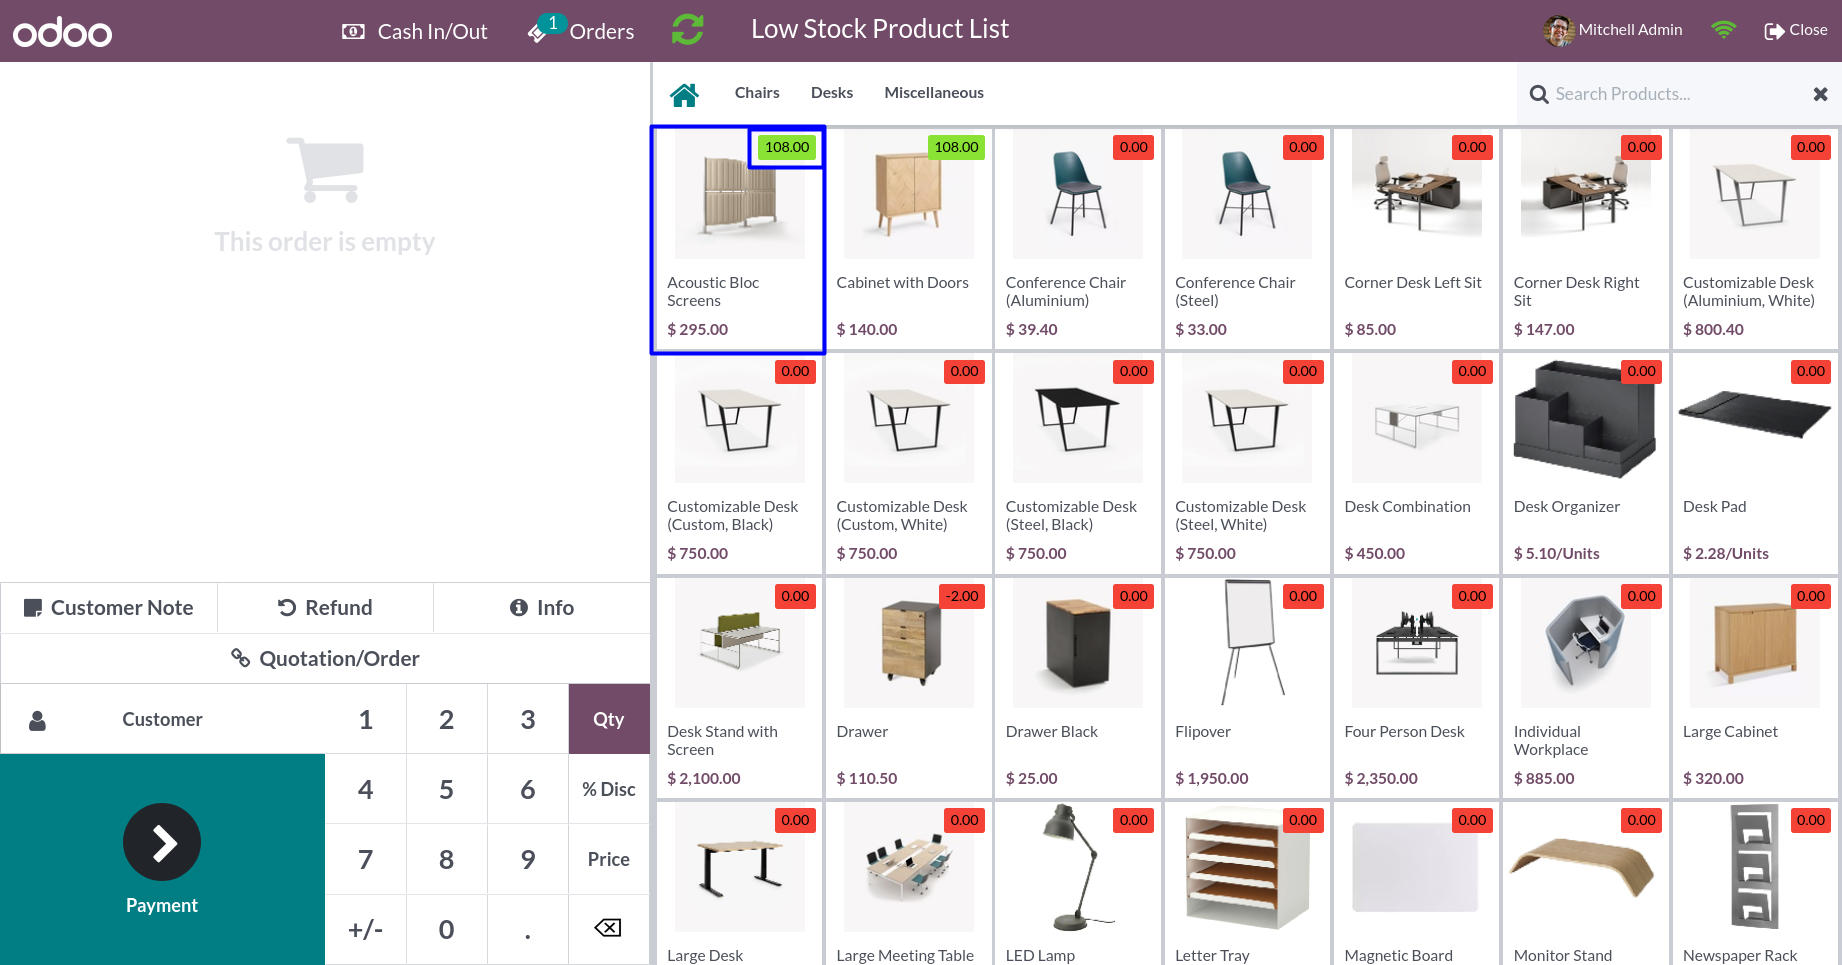 odoo
Cash In/Out
1
Orders
Low Stock Product List
Mitchell Admin
Close
Chairs
Desks
Miscellaneous
Search Products...
This order is empty
108.00
Acoustic Bloc
Screens
$ 295.00
108.00
Cabinet with Doors
$ 140.00
0.00
Conference Chair
(Aluminium)
$ 39.40
0.00
Conference Chair
(Steel)
$ 33.00
0.00
Corner Desk Left Sit
$ 85.00
0.00
Corner Desk Right
Sit
$ 147.00
0.00
Customizable Desk
(Aluminium, White)
$ 800.40
0.00
Customizable Desk
(Custom, Black)
$ 750.00
0.00
Customizable Desk
(Custom, White)
$ 750.00
0.00
Customizable Desk
(Steel, Black)
$ 750.00
0.00
Customizable Desk
(Steel, White)
$ 750.00
0.00
Desk Combination
$ 450.00
0.00
Desk Organizer
$ 5.10/Units
0.00
Desk Pad
$ 2.28/Units
0.00
Desk Stand with
Screen
$ 2,100.00
-2.00
Drawer
$ 110.50
0.00
Drawer Black
$ 25.00
0.00
Flipover
$ 1,950.00
0.00
Four Person Desk
$ 2,350.00
0.00
Individual
Workplace
$ 885.00
0.00
Large Cabinet
$ 320.00
0.00
Large Desk
0.00
Large Meeting Table
0.00
LED Lamp
0.00
Letter Tray
0.00
Magnetic Board
0.00
Monitor Stand
0.00
Newspaper Rack
Customer Note
Refund
Info
Quotation/Order
Customer
1
2
3
Qty
4
5
6
% Disc
7
8
9
Price
+/-
0
.
Payment